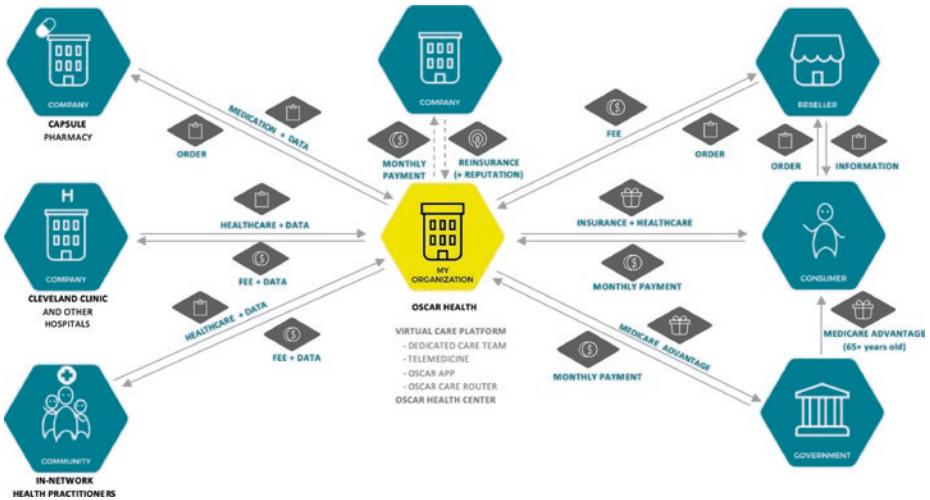 COMPANY
CAPSULE
PHARMACY
MEDICATION + DATA
ORDER
COMPANY
MONTHLY
PAYMENT
REINSURANCE
(+ REPUTATION)
FEE
ORDER
RESELLER
ORDER
INFORMATION
H
COMPANY
CLEVELAND CLINIC
AND OTHER
HOSPITALS
HEALTHCARE + DATA
FEE + DATA
MY
ORGANIZATION
OSCAR HEALTH
VIRTUAL CARE PLATFORM
- DEDICATED CARE TEAM
- TELEMEDICINE
- OSCAR APP
- OSCAR CARE ROUTER
OSCAR HEALTH CENTER
INSURANCE + HEALTHCARE
MONTHLY PAYMENT
CONSUMER
HEALTHCARE + DATA
FEE + DATA
COMMUNITY
IN-NETWORK
HEALTH PRACTITIONERS
MEDICARE ADVANTAGE
MONTHLY PAYMENT
MEDICARE ADVANTAGE
(65+ years old)
GOVERNMENT